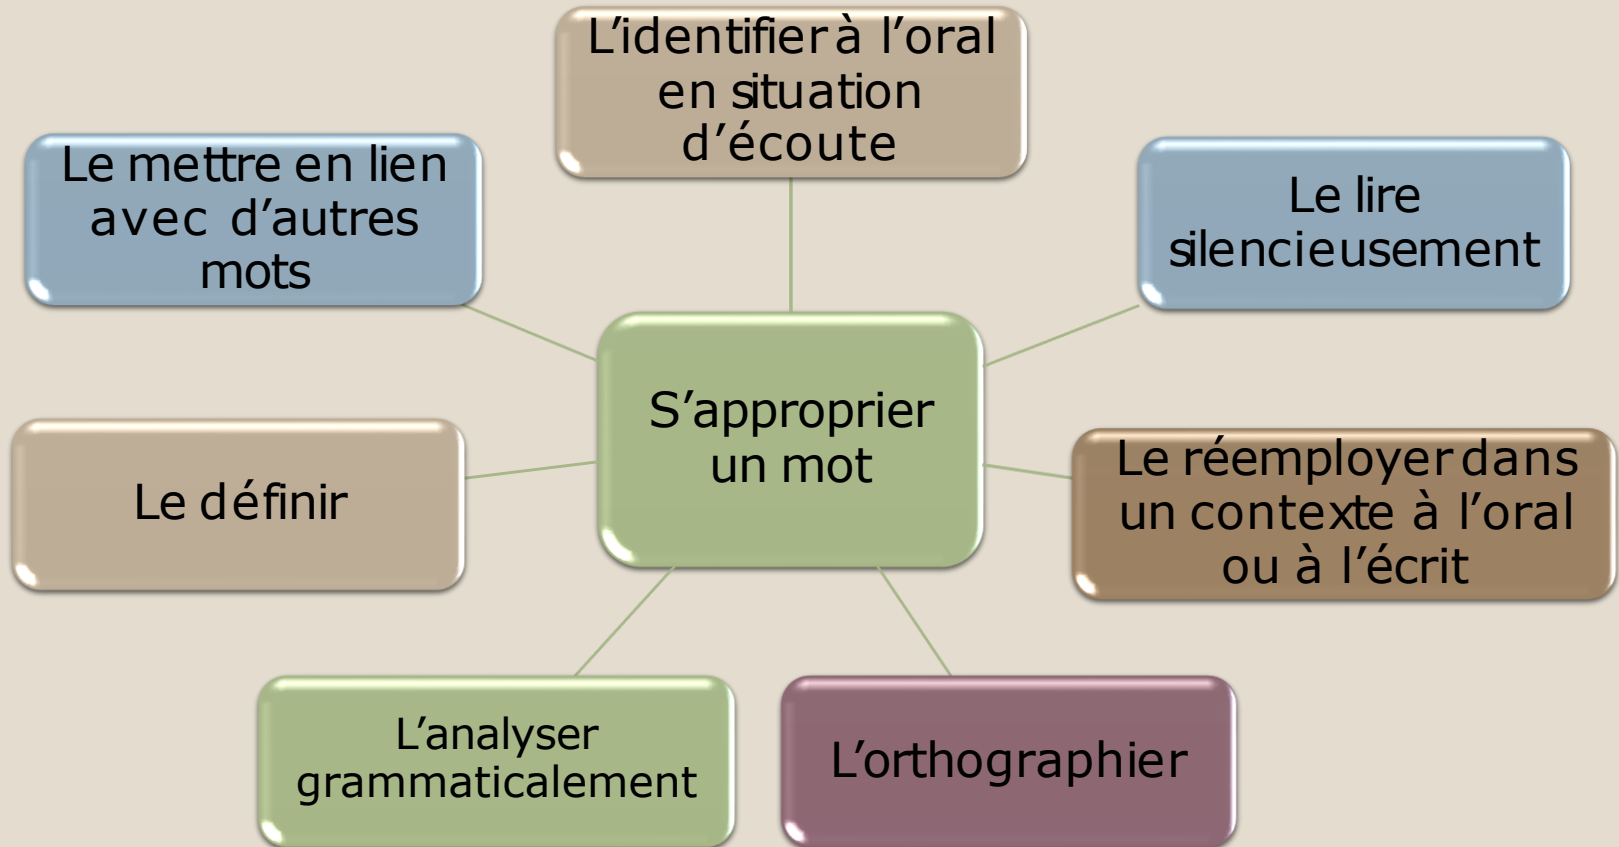 L’identifier à l’oral
en situation
d’écoute
Le mettre en lien
avec d’autres
mots
Le lire
silencieusement
S’approprier
un mot
Le définir
Le réemployer dans
un contexte à l’oral
ou à l’écrit
L’analyser
grammaticalement
L’orthographier